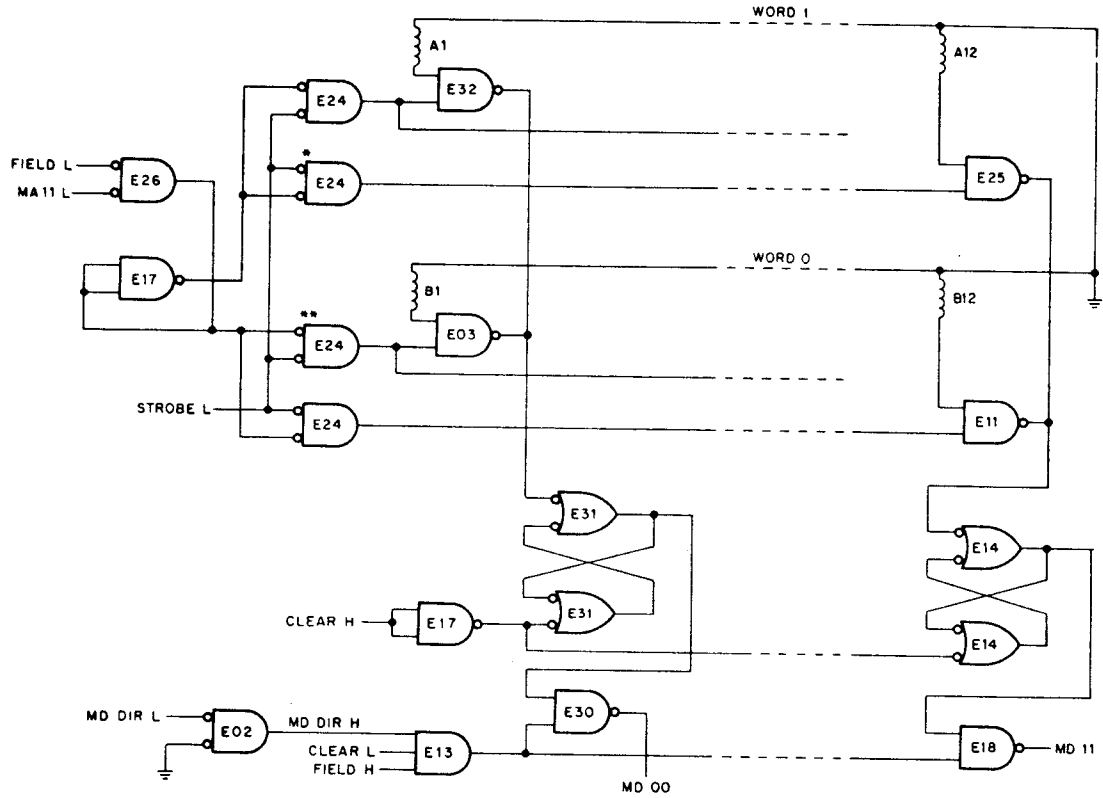 WORD 1
A1
A12
E32
E24
FIELD L
MA11 L
E26
*
E24
E25
E17
WORD 0
B1
B12
**
E24
E03
STROBE L
E24
E11
E31
E14
E31
E14
CLEAR H
E17
MD DIR L
E02
MD DIR H
CLEAR L
FIELD H
E13
E30
E18
MD 11
MD 00